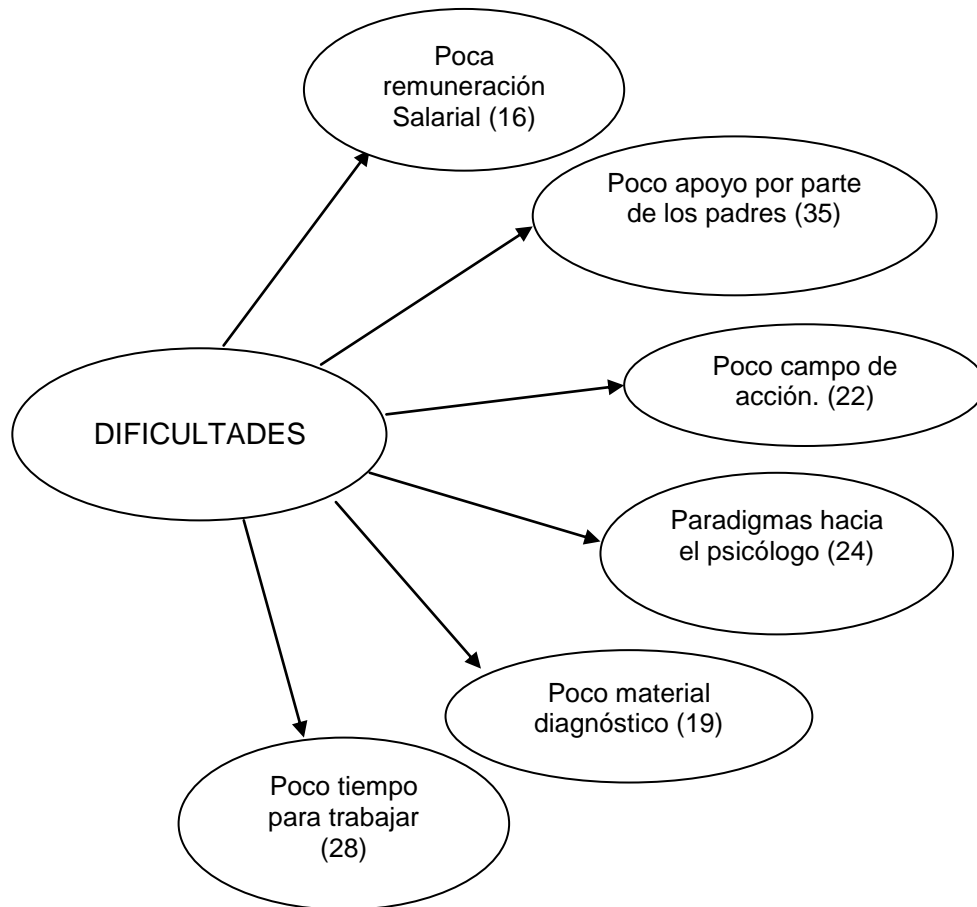 Poca
remuneración
Salarial (16)
Poco apoyo por parte
de los padres (35)
Poco campo de
acción. (22)
DIFICULTADES
Paradigmas hacia
el psicólogo (24)
Poco material
diagnóstico (19)
Poco tiempo
para trabajar
(28)